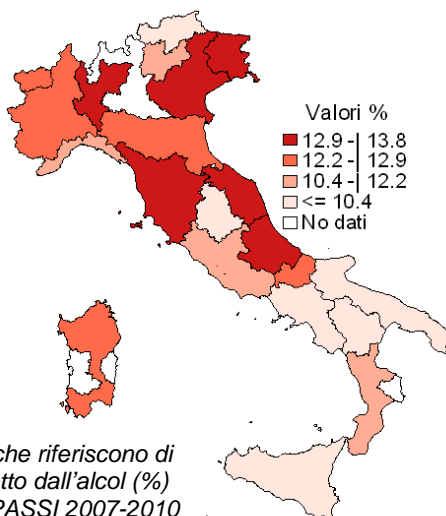 Valori %
12.9 -| 13.8
12.2 -| 12.9
10.4 -| 12.2
<= 10.4
No dati
che riferiscono di
tto dall'alcol (%)
PASSI 2007-2010